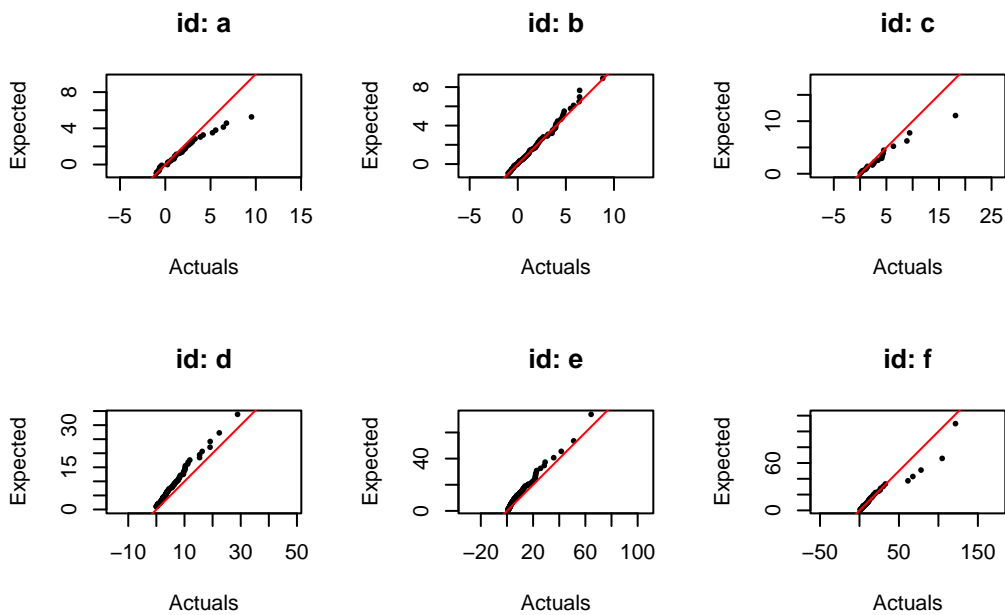 id: a
id: b
id: c
Expected
0 4 8
−5 0 5 10 15
Actuals
Expected
0 4 8
−5 0 5 10
Actuals
Expected
0 10
−5 5 15 25
Actuals
id: d
id: e
id: f
Expected
0 15 30
−10 10 30 50
Actuals
Expected
0 40
−20 20 60 100
Actuals
Expected
0 60
−50 50 150
Actuals